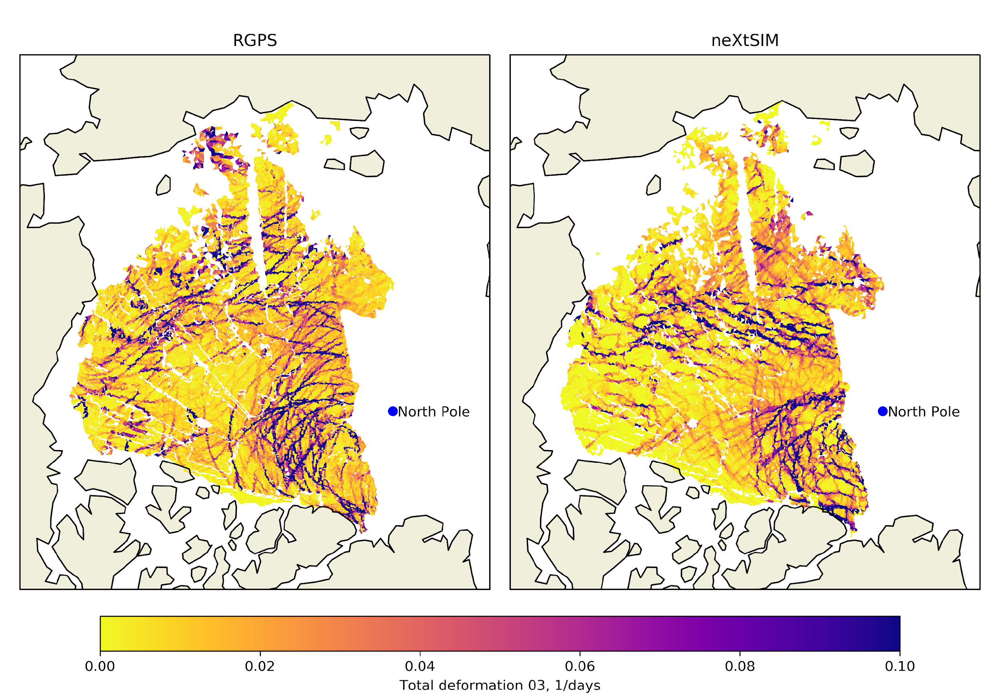 RGPS
neXtSIM
North Pole
North Pole
0.00 0.02 0.04 0.06 0.08 0.10
Total deformation 03, 1/days